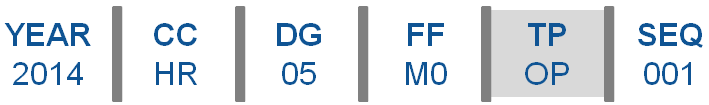 YEAR CC DG FF TP SEQ
2014 HR 05 M0 OP 001